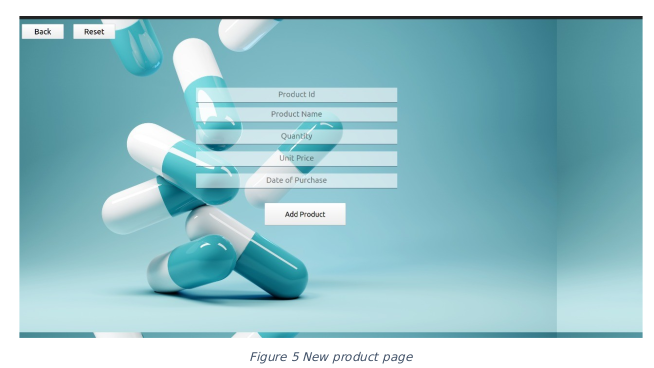 Back
Reset
Product Id
Product Name
Quantity
Unit Price
Date of Purchase
Add Product
Figure 5 New product page